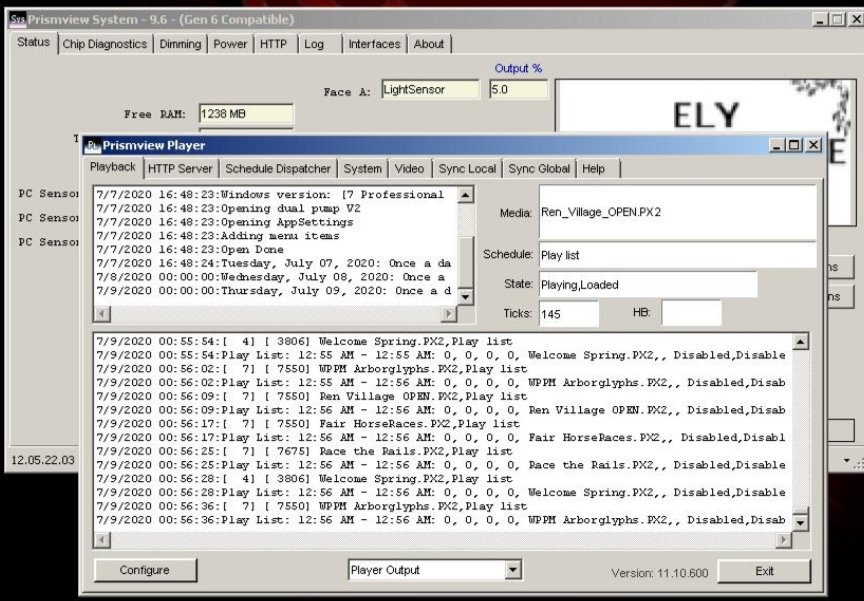 Sys Prismview System - 9.6 - (Gen 6 Compatible)
Status Chip Diagnostics Dimming Power HTTP Log Interfaces About
Output %
Face A: LightSensor 5.0
Free RAM: 1238 MB
ELY
T
E
PC Senso
PC Senso
PC Senso
ns
ns
12.05.22.03
PL Prismview Player
Playback HTTP Server Schedule Dispatcher System Video Sync Local Sync Global Help
7/7/2020 16:48:23:Windows version: [7 Professional
7/7/2020 16:48:23:Opening dual pump V2
7/7/2020 16:48:23:Opening AppSettings
7/7/2020 16:48:23:Adding menu items
7/7/2020 16:48:23:Open Done
7/7/2020 16:48:24:Tuesday, July 07, 2020: Once a da
7/8/2020 00:00:00:Wednesday, July 08, 2020: Once a
7/9/2020 00:00:00:Thursday, July 09, 2020: Once a d
Media: Ren_Village_OPEN.PX2
Schedule: Play list
State: Playing,Loaded
Ticks: 145 HB:
7/9/2020 00:55:54:[ 4] [ 3806] Welcome Spring.PX2,Play list
7/9/2020 00:55:54:Play List: 12:55 AM - 12:55 AM: 0, 0, 0, 0, Welcome Spring.PX2,, Disabled,Disable
7/9/2020 00:56:02:[ 7] [ 7550] WPPM Arborglyphs.PX2,Play list
7/9/2020 00:56:02:Play List: 12:55 AM - 12:56 AM: 0, 0, 0, 0, WPPM Arborglyphs.PX2,, Disabled,Disab
7/9/2020 00:56:09:[ 7] [ 7550] Ren Village OPEN.PX2,Play list
7/9/2020 00:56:09:Play List: 12:56 AM - 12:56 AM: 0, 0, 0, 0, Ren Village OPEN.PX2,, Disabled,Disab
7/9/2020 00:56:17:[ 7] [ 7550] Fair HorseRaces.PX2,Play list
7/9/2020 00:56:17:Play List: 12:56 AM - 12:56 AM: 0, 0, 0, 0, Fair HorseRaces.PX2,, Disabled,Disabl
7/9/2020 00:56:25:[ 7] [ 7675] Race the Rails.PX2,Play list
7/9/2020 00:56:25:Play List: 12:56 AM - 12:56 AM: 0, 0, 0, 0, Race the Rails.PX2,, Disabled,Disable
7/9/2020 00:56:28:[ 4] [ 3806] Welcome Spring.PX2,Play list
7/9/2020 00:56:28:Play List: 12:56 AM - 12:56 AM: 0, 0, 0, 0, Welcome Spring.PX2,, Disabled,Disable
7/9/2020 00:56:36:[ 7] [ 7550] WPPM Arborglyphs.PX2,Play list
7/9/2020 00:56:36:Play List: 12:56 AM - 12:56 AM: 0, 0, 0, 0, WPPM Arborglyphs.PX2,, Disabled,Disab
Configure Player Output Version: 11.10.600 Exit